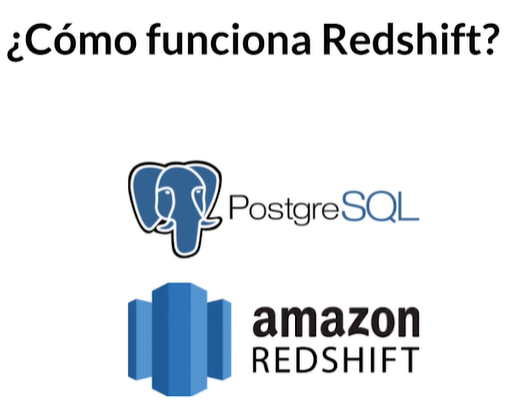 ¿Cómo funciona Redshift?
PostgreSQL
amazon
REDSHIFT